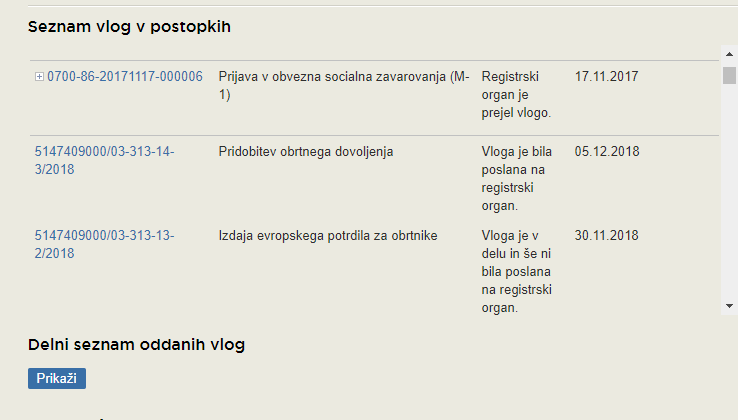 Seznam vlog v postopkih
0700-86-20171117-000006 Prijava v obvezna socialna zavarovanja (M- Registrski 17.11.2017
1) organ je
prejel vlogo.
5147409000/03-313-14- Pridobitev obrtnega dovoljenja Vloga je bila 05.12.2018
3/2018 poslana na
registrski
organ.
5147409000/03-313-13- Izdaja evropskega potrdila za obrtnike Vloga je v 30.11.2018
2/2018 delu in še ni
bila poslana
na registrski
organ.
Delni seznam oddanih vlog
Prikaži